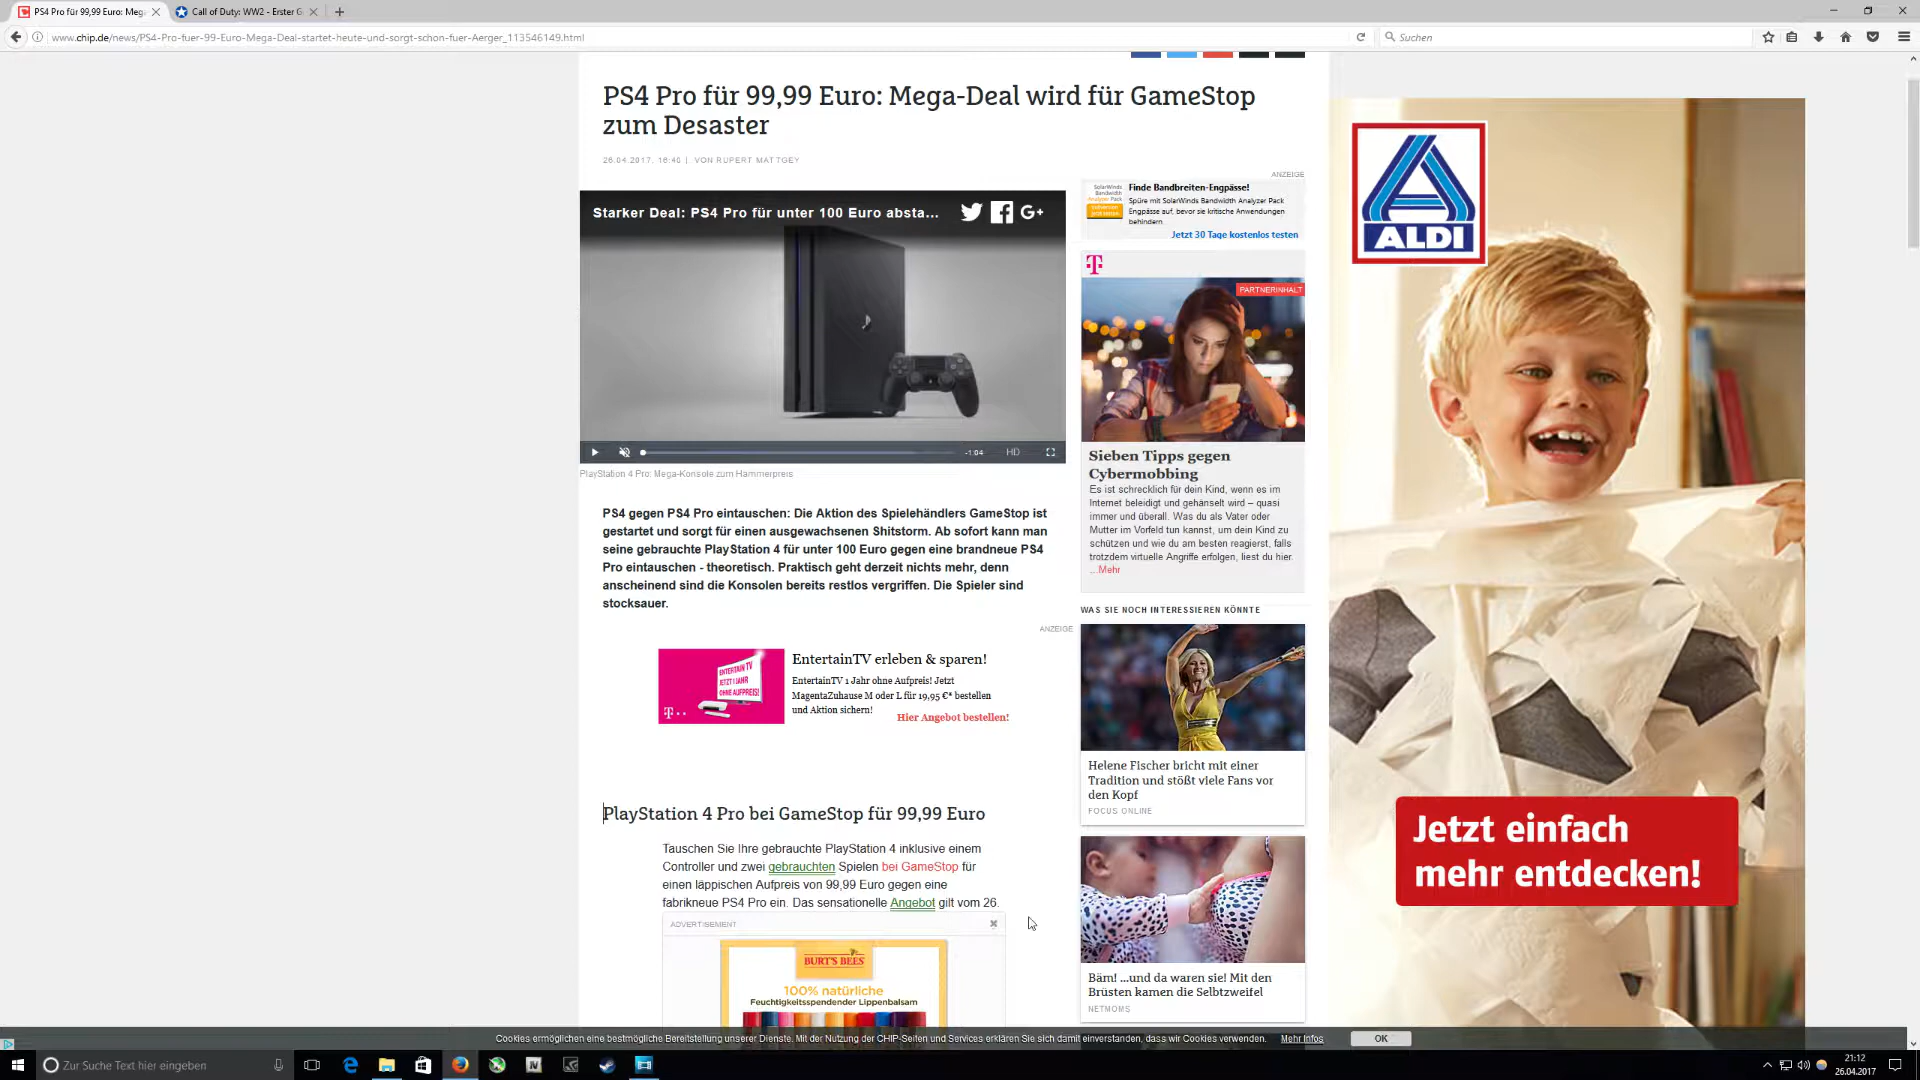 PS4 Pro für 99,99 Euro: Mega
Call of Duty: WW2 - Erster G
www.chip.de/news/PS4-Pro-fuer-99-Euro-Mega-Deal-startet-heute-und-sorgt-schon-fuer-Aerger_113546149.html
Suchen
PS4 Pro für 99,99 Euro: Mega-Deal wird für GameStop
zum Desaster
26.04.2017, 16:40 | VON RUPERT MATTGEY
Starker Deal: PS4 Pro für unter 100 Euro absta...
-1:04
HD
PlayStation 4 Pro: Mega-Konsole zum Hammerpreis
PS4 gegen PS4 Pro eintauschen: Die Aktion des Spielehändlers GameStop ist
gestartet und sorgt für einen ausgewachsenen Shitstorm. Ab sofort kann man
seine gebrauchte PlayStation 4 für unter 100 Euro gegen eine brandneue PS4
Pro eintauschen - theoretisch. Praktisch geht derzeit nichts mehr, denn
anscheinend sind die Konsolen bereits restlos vergriffen. Die Spieler sind
stocksauer.
ANZEIGE
ENTERTAIN TV
JETZT 1 JAHR
OHNE AUFPREIS!
EntertainTV erleben & sparen!
EntertainTV 1 Jahr ohne Aufpreis! Jetzt
MagentaZuhause M oder L für 19,95 €* bestellen
und Aktion sichern!
Hier Angebot bestellen!
PlayStation 4 Pro bei GameStop für 99,99 Euro
Tauschen Sie Ihre gebrauchte PlayStation 4 inklusive einem
Controller und zwei gebrauchten Spielen bei GameStop für
einen läppischen Aufpreis von 99,99 Euro gegen eine
fabrikneue PS4 Pro ein. Das sensationelle Angebot gilt vom 26.
ADVERTISEMENT
BURT'S BEES
100% natürliche
Feuchtigkeitsspendender Lippenbalsam
ANZEIGE
SolarWinds
Bandwidth
Analyzer Pack
Finde Bandbreiten-Engpässe!
Spüre mit SolarWinds Bandwidth Analyzer Pack
Engpässe auf, bevor sie kritische Anwendungen
behindern.
Jetzt 30 Tage kostenlos testen
T
PARTNERINHALT
Sieben Tipps gegen
Cybermobbing
Es ist schrecklich für dein Kind, wenn es im
Internet beleidigt und gehänselt wird – quasi
immer und überall. Was du als Vater oder
Mutter im Vorfeld tun kannst, um dein Kind zu
schützen und wie du am besten reagierst, falls
trotzdem virtuelle Angriffe erfolgen, liest du hier.
...Mehr
WAS SIE NOCH INTERESSIEREN KÖNNTE
Helene Fischer bricht mit einer
Tradition und stößt viele Fans vor
den Kopf
FOCUS ONLINE
Bäm! ...und da waren sie! Mit den
Brüsten kamen die Selbtzweifel
NETMOMS
ALDI
Jetzt einfach
mehr entdecken!
Cookies ermöglichen eine bestmögliche Bereitstellung unserer Dienste. Mit der Nutzung der CHIP-Seiten und Services erklären Sie sich damit einverstanden, dass wir Cookies verwenden. Mehr Infos
OK
Zur Suche Text hier eingeben
21:12
26.04.2017